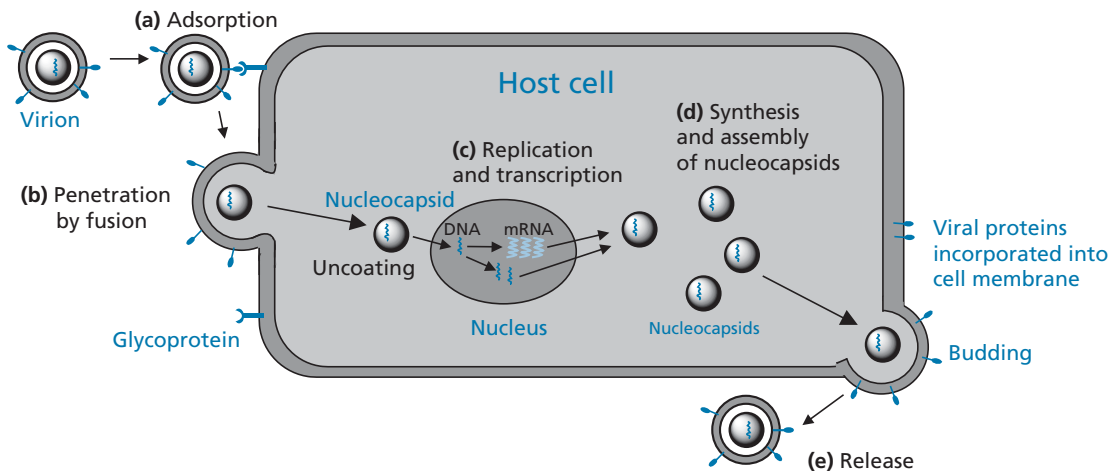 (a) Adsorption
Virion
Host cell
(b) Penetration
by fusion
Nucleocapsid
Uncoating
(c) Replication
and transcription
DNA
mRNA
Nucleus
(d) Synthesis
and assembly
of nucleocapsids
Nucleocapsids
Glycoprotein
Viral proteins
incorporated into
cell membrane
Budding
(e) Release